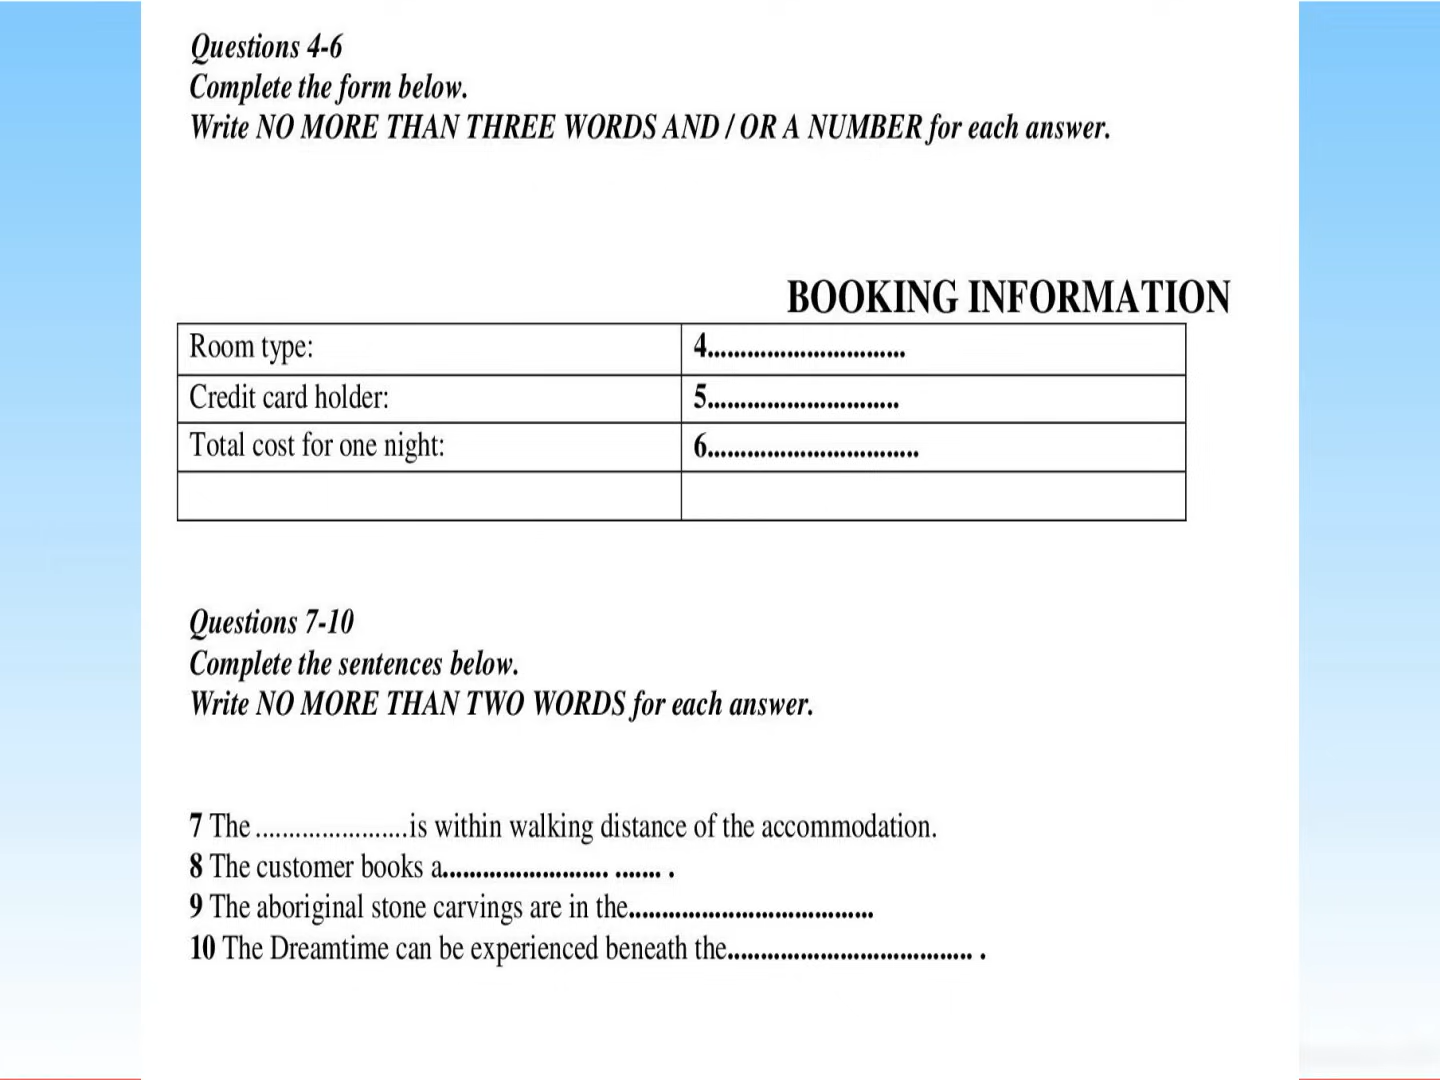 Questions 4-6
Complete the form below.
Write NO MORE THAN THREE WORDS AND / OR A NUMBER for each answer.
BOOKING INFORMATION
Room type: 4..............................
Credit card holder: 5.............................
Total cost for one night: 6................................
Questions 7-10
Complete the sentences below.
Write NO MORE THAN TWO WORDS for each answer.
7 The .......................is within walking distance of the accommodation.
8 The customer books a......................... ....... .
9 The aboriginal stone carvings are in the.....................................
10 The Dreamtime can be experienced beneath the..................................... .